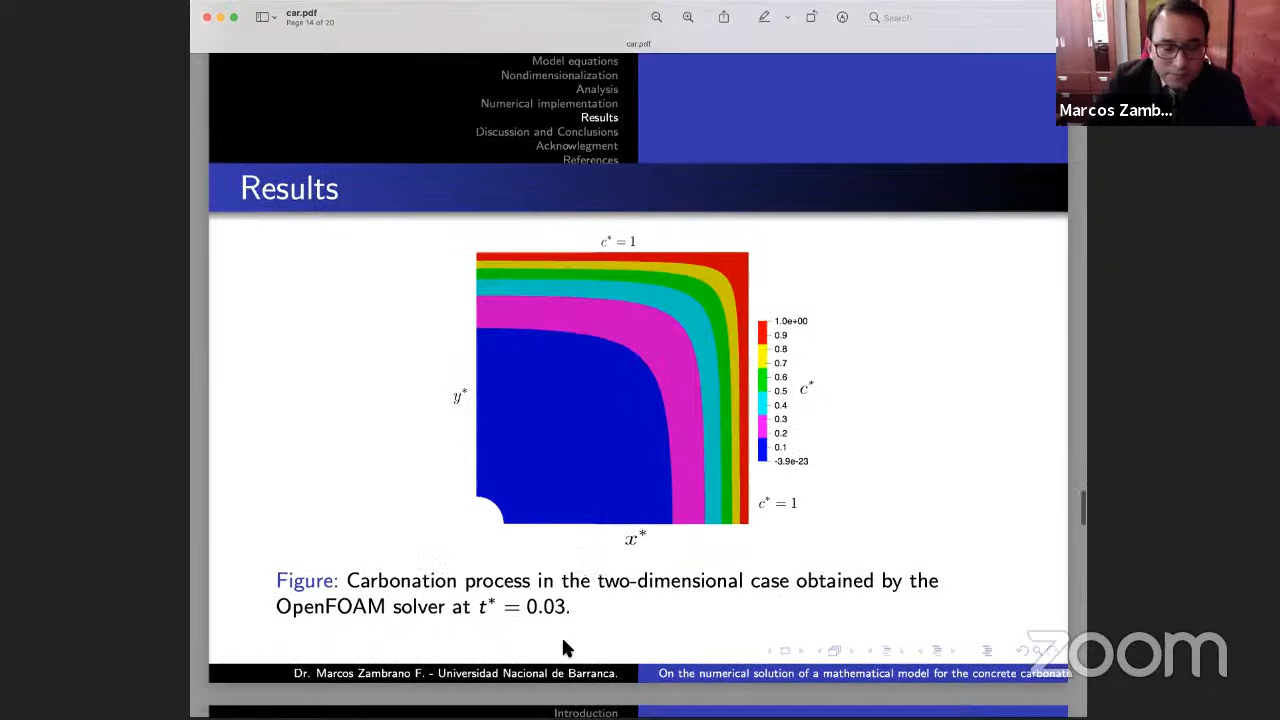 car.pdf
Page 14 of 20
Search
car.pdf
Marcos Zamb...
Model equations
Nondimensionalization
Analysis
Numerical implementation
Results
Discussion and Conclusions
Acknowlegment
References
Results
c* = 1
1.0e+00
0.9
0.8
0.7
0.6
0.5
0.4
0.3
0.2
0.1
-3.9e-23
c*
y*
c* = 1
x*
Figure: Carbonation process in the two-dimensional case obtained by the
OpenFOAM solver at t* = 0.03.
zoom
Dr. Marcos Zambrano F. - Universidad Nacional de Barranca.
On the numerical solution of a mathematical model for the concrete carbonati
Introduction